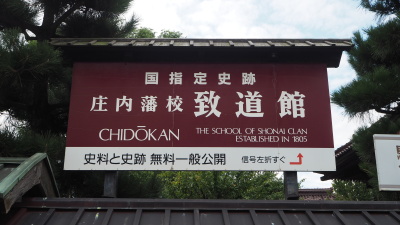 国指定史跡
庄内藩校 致道館
CHIDŌKAN THE SCHOOL OF SHONAI CLAN
ESTABLISHED IN 1805
史料と史跡 無料一般公開 信号左折すぐ